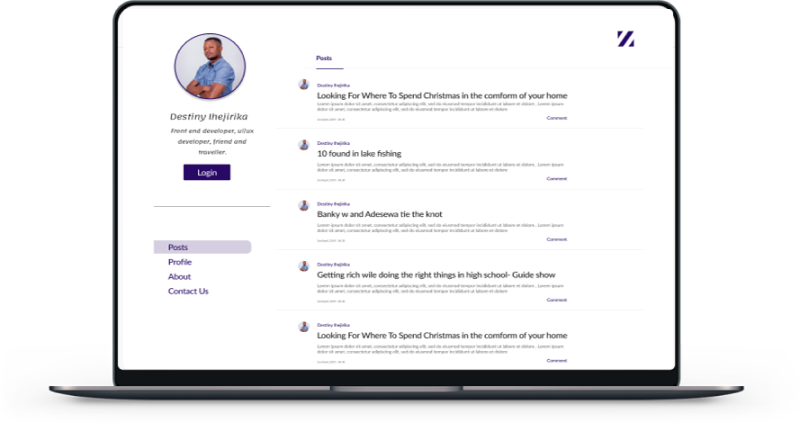 Destiny Ihejirika
Front end developer, ui/ux
developer, friend and
traveller.
Login
Posts
Profile
About
Contact Us
Posts
Destiny Ihejirika
Looking For Where To Spend Christmas in the comform of your home
Lorem ipsum dolor sit amet, consectetur adipiscing elit, sed do eiusmod tempor incididunt ut labore et dolore . Lorem ipsum
dolor sit amet, consectetur adipiscing elit, sed do eiusmod tempor incididunt ut labore et dolore
Comment
Destiny Ihejirika
10 found in lake fishing
Lorem ipsum dolor sit amet, consectetur adipiscing elit, sed do eiusmod tempor incididunt ut labore et dolore . Lorem ipsum
dolor sit amet, consectetur adipiscing elit, sed do eiusmod tempor incididunt ut labore et dolore
Comment
Destiny Ihejirika
Banky w and Adesewa tie the knot
Lorem ipsum dolor sit amet, consectetur adipiscing elit, sed do eiusmod tempor incididunt ut labore et dolore . Lorem ipsum
dolor sit amet, consectetur adipiscing elit, sed do eiusmod tempor incididunt ut labore et dolore
Comment
Destiny Ihejirika
Getting rich wile doing the right things in high school- Guide show
Lorem ipsum dolor sit amet, consectetur adipiscing elit, sed do eiusmod tempor incididunt ut labore et dolore . Lorem ipsum
dolor sit amet, consectetur adipiscing elit, sed do eiusmod tempor incididunt ut labore et dolore
Comment
Destiny Ihejirika
Looking For Where To Spend Christmas in the comform of your home
Lorem ipsum dolor sit amet, consectetur adipiscing elit, sed do eiusmod tempor incididunt ut labore et dolore . Lorem ipsum
dolor sit amet, consectetur adipiscing elit, sed do eiusmod tempor incididunt ut labore et dolore
Comment